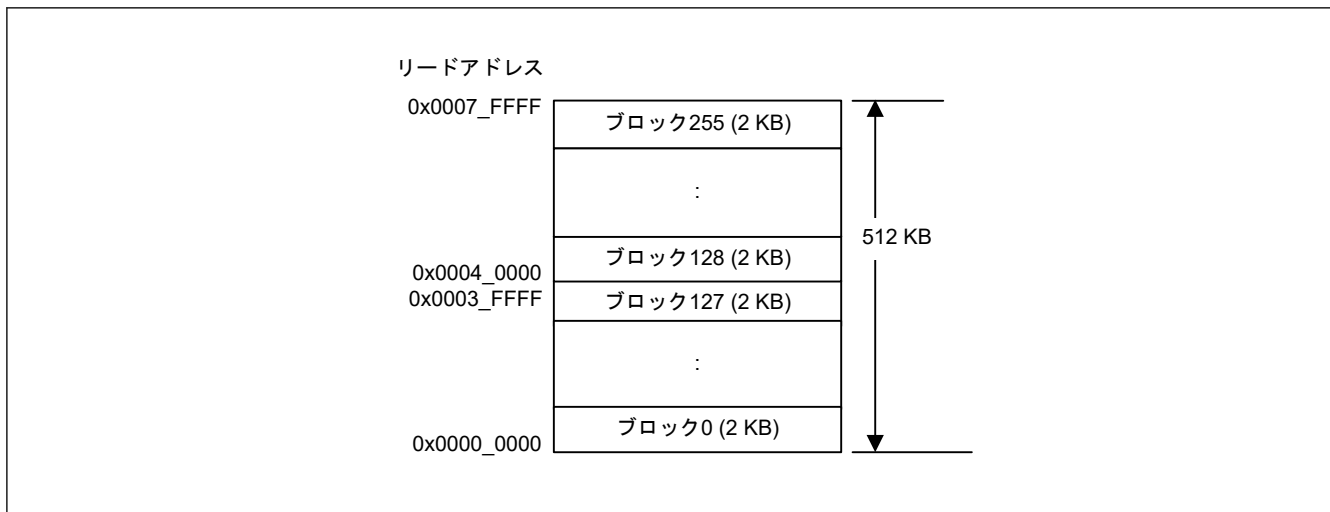 リードアドレス
0x0007_FFFF
ブロック255 (2 KB)
:
512 KB
ブロック128 (2 KB)
0x0004_0000
0x0003_FFFF
ブロック127 (2 KB)
:
ブロック0 (2 KB)
0x0000_0000